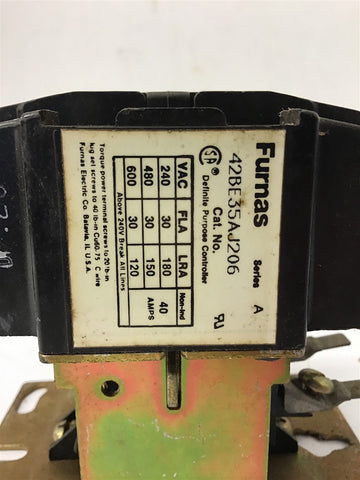 Furnas
Series A
Cat. No.
42BE35AJ206
Definite Purpose Controller
SA
VAC FLA LRA Non-Ind
240 30 180 40
480 30 150 AMPS
600 30 120
Above 240V Break All Lines
Torque power terminal screws to 20 lb-in
lug set screws to 40 lb-in Cu60-75 C wire
Furnas Electric Co. Batavia, IL U.S.A.